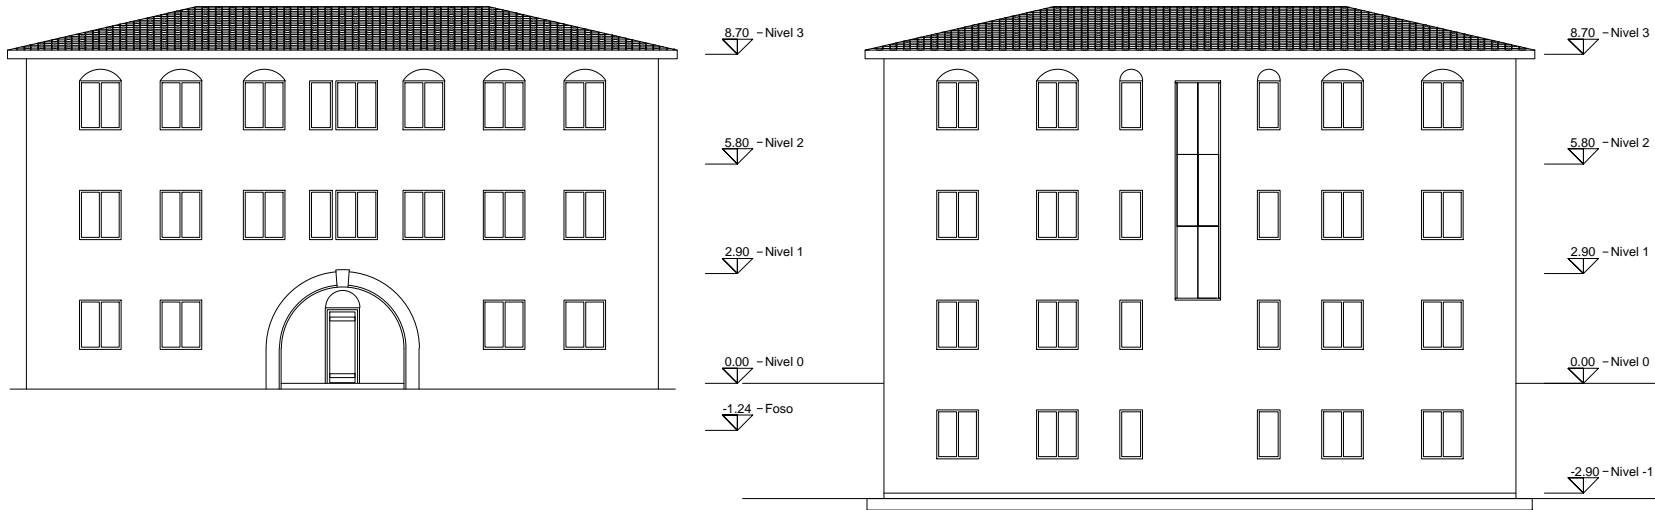 8.70 – Nivel 3
5.80 – Nivel 2
2.90 – Nivel 1
0.00 – Nivel 0
-1.24 – Foso
8.70 – Nivel 3
5.80 – Nivel 2
2.90 – Nivel 1
0.00 – Nivel 0
-2.90 – Nivel -1